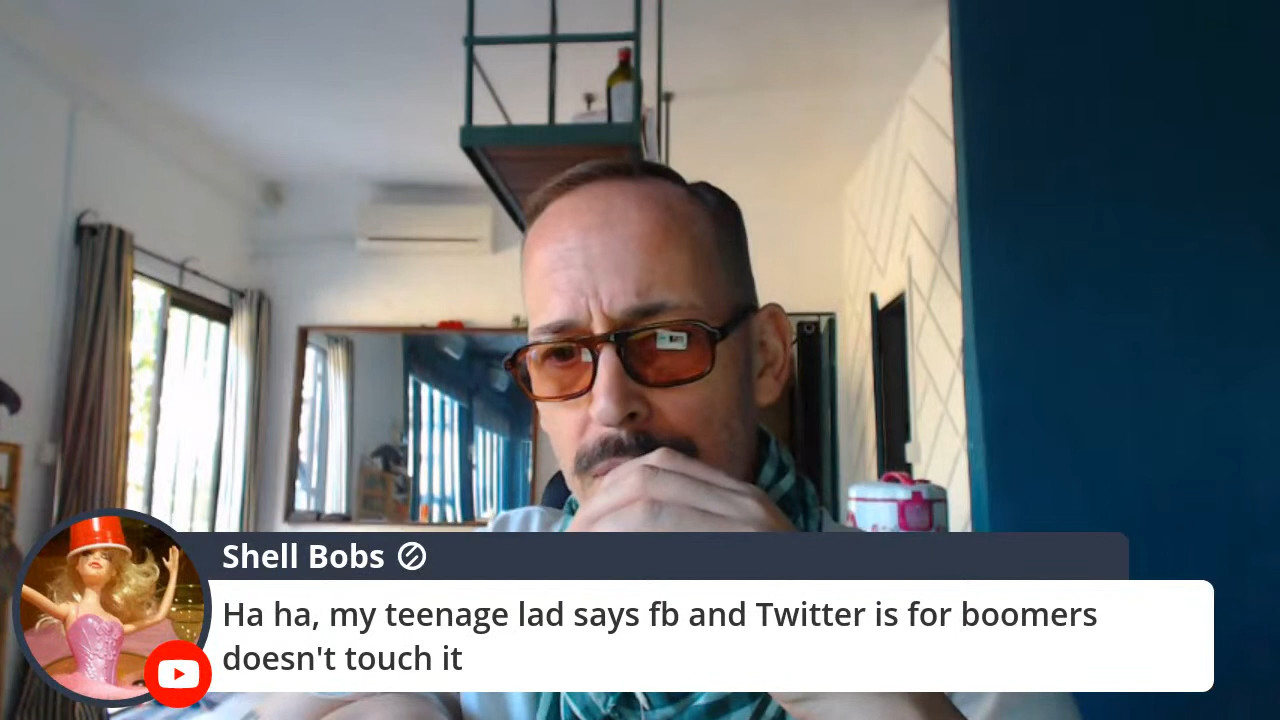 Shell Bobs
Ha ha, my teenage lad says fb and Twitter is for boomers
doesn't touch it